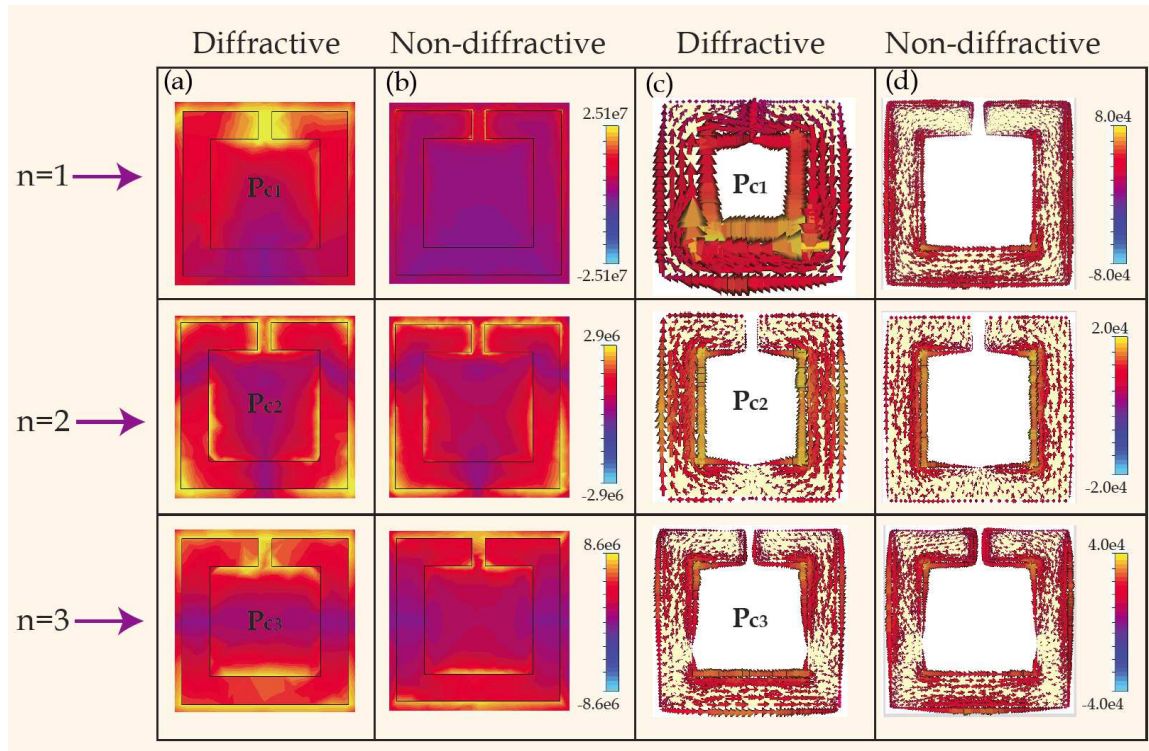 Diffractive Non-diffractive Diffractive Non-diffractive
(a) (b) (c) (d)
n=1
Pc1
2.51e7
-2.51e7
Pc1
8.0e4
-8.0e4
n=2
Pc2
2.9e6
-2.9e6
Pc2
2.0e4
-2.0e4
n=3
Pc3
8.6e6
-8.6e6
Pc3
4.0e4
-4.0e4